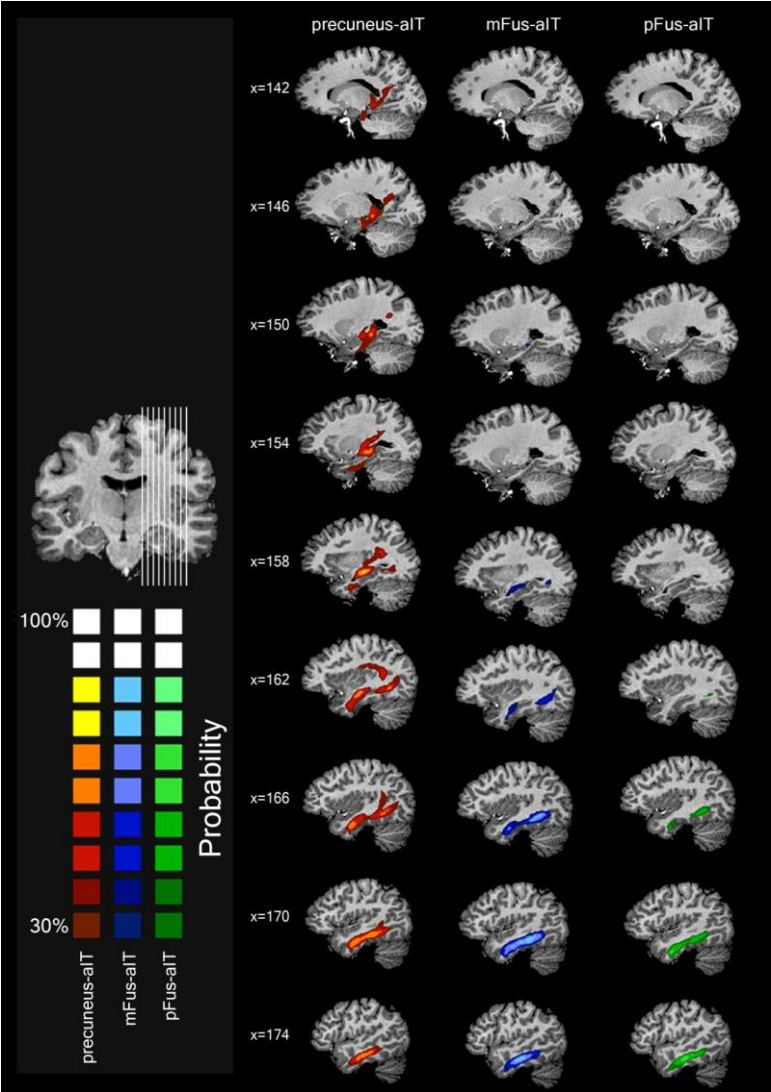 precuneus-aIT mFus-aIT pFus-aIT
x=142
x=146
x=150
x=154
x=158
x=162
x=166
x=170
x=174
100%
30%
Probability
precuneus-aIT
mFus-aIT
pFus-aIT